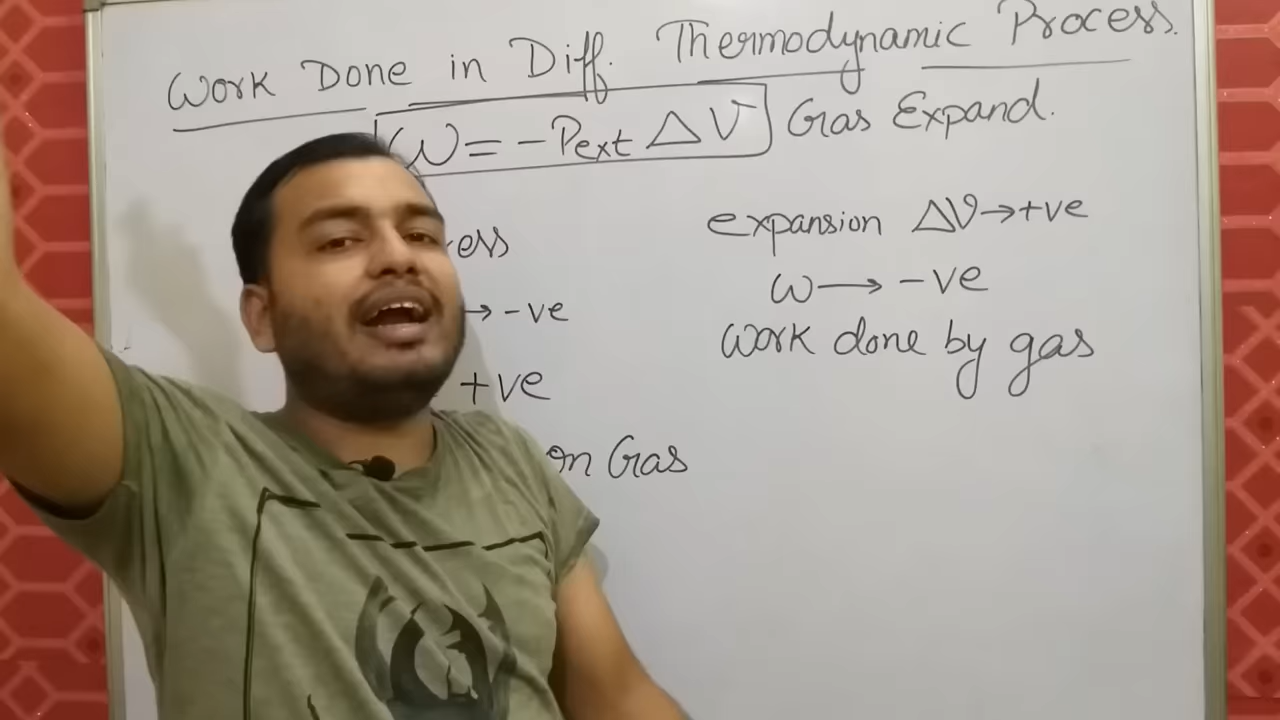 Work Done in Diff. Thermodynamic Process.
W = - Pext ΔV Gas Expand.
ess
→ -ve
+ve
on Gas
expansion ΔV → +ve
w → -ve
work done by gas